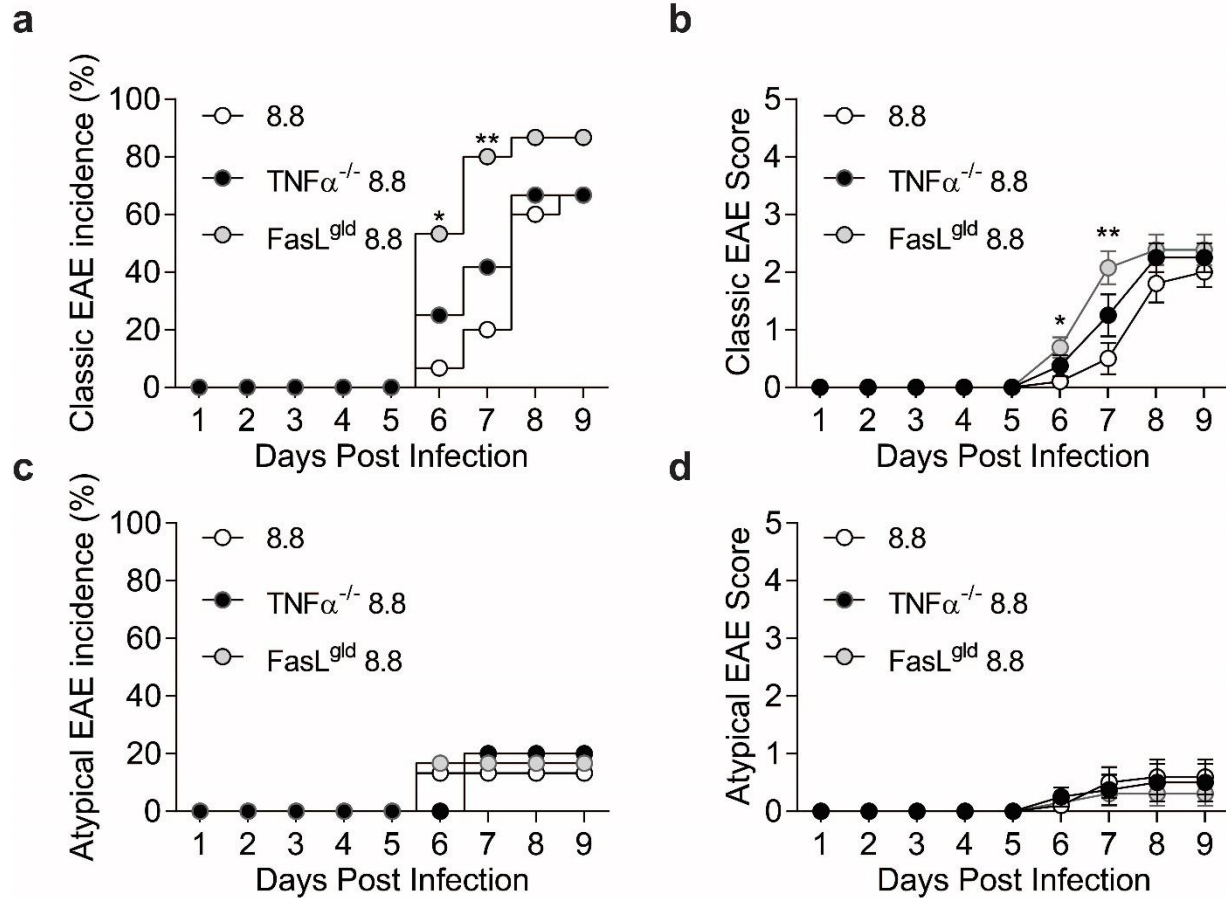 a
Classic EAE incidence (%)
100
80
60
40
20
0
8.8
TNFα-/- 8.8
FasLgld 8.8
*
**
1 2 3 4 5 6 7 8 9
Days Post Infection
b
Classic EAE Score
5
4
3
2
1
0
8.8
TNFα-/- 8.8
FasLgld 8.8
*
**
1 2 3 4 5 6 7 8 9
Days Post Infection
c
Atypical EAE incidence (%)
100
80
60
40
20
0
8.8
TNFα-/- 8.8
FasLgld 8.8
1 2 3 4 5 6 7 8 9
Days Post Infection
d
Atypical EAE Score
5
4
3
2
1
0
8.8
TNFα-/- 8.8
FasLgld 8.8
1 2 3 4 5 6 7 8 9
Days Post Infection